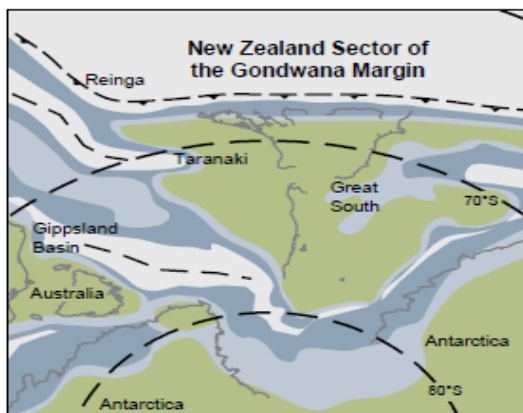 New Zealand Sector of
the Gondwana Margin
Reinga
Taranaki
Great
South
70°S
Gippsland
Basin
Australia
Antarctica
80°S
Antarctica